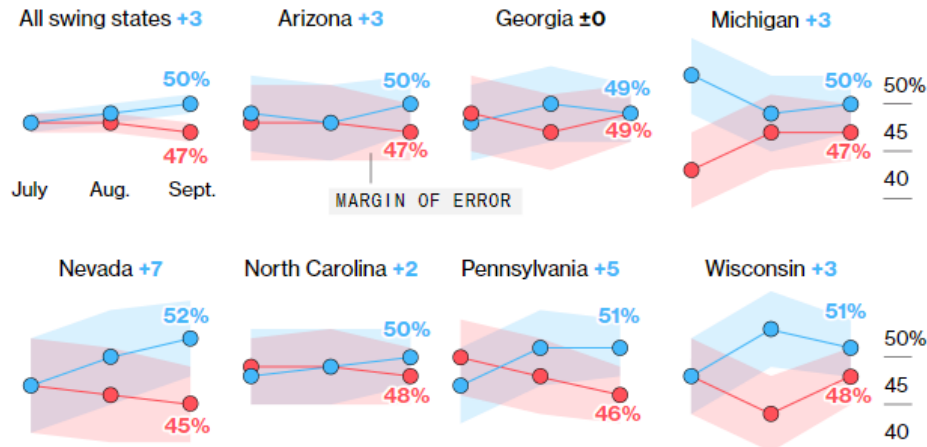 All swing states +3
50%
47%
July Aug. Sept.
Arizona +3
50%
47%
MARGIN OF ERROR
Georgia ±0
49%
49%
Michigan +3
50%
47%
50%
45
40
Nevada +7
52%
45%
North Carolina +2
50%
48%
Pennsylvania +5
51%
46%
Wisconsin +3
51%
48%
50%
45
40